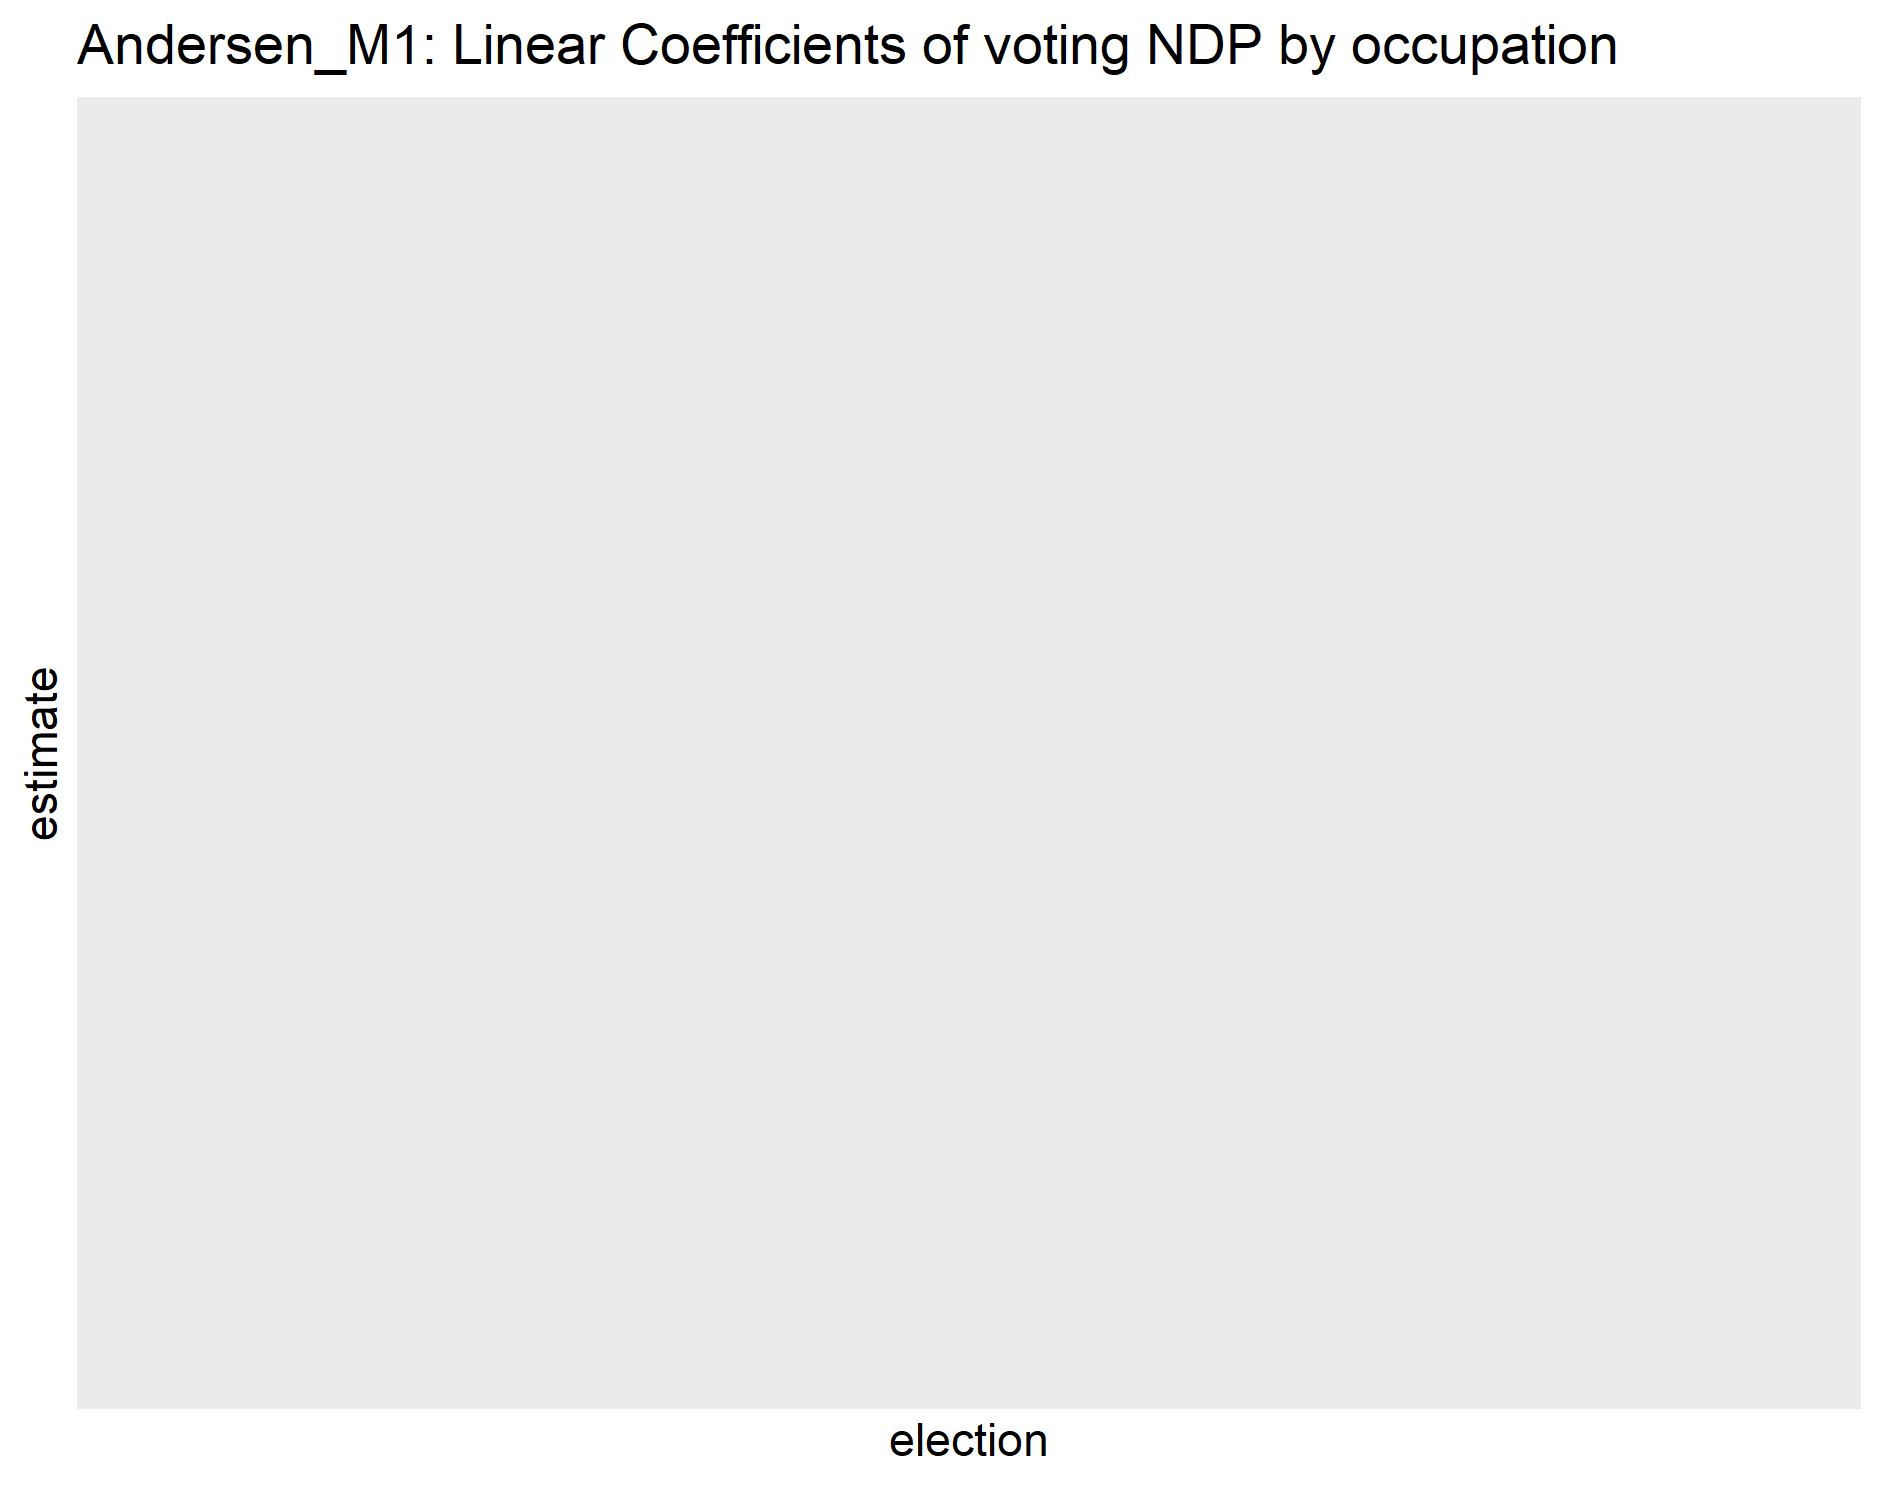 Andersen_M1: Linear Coefficients of voting NDP by occupation
estimate
election